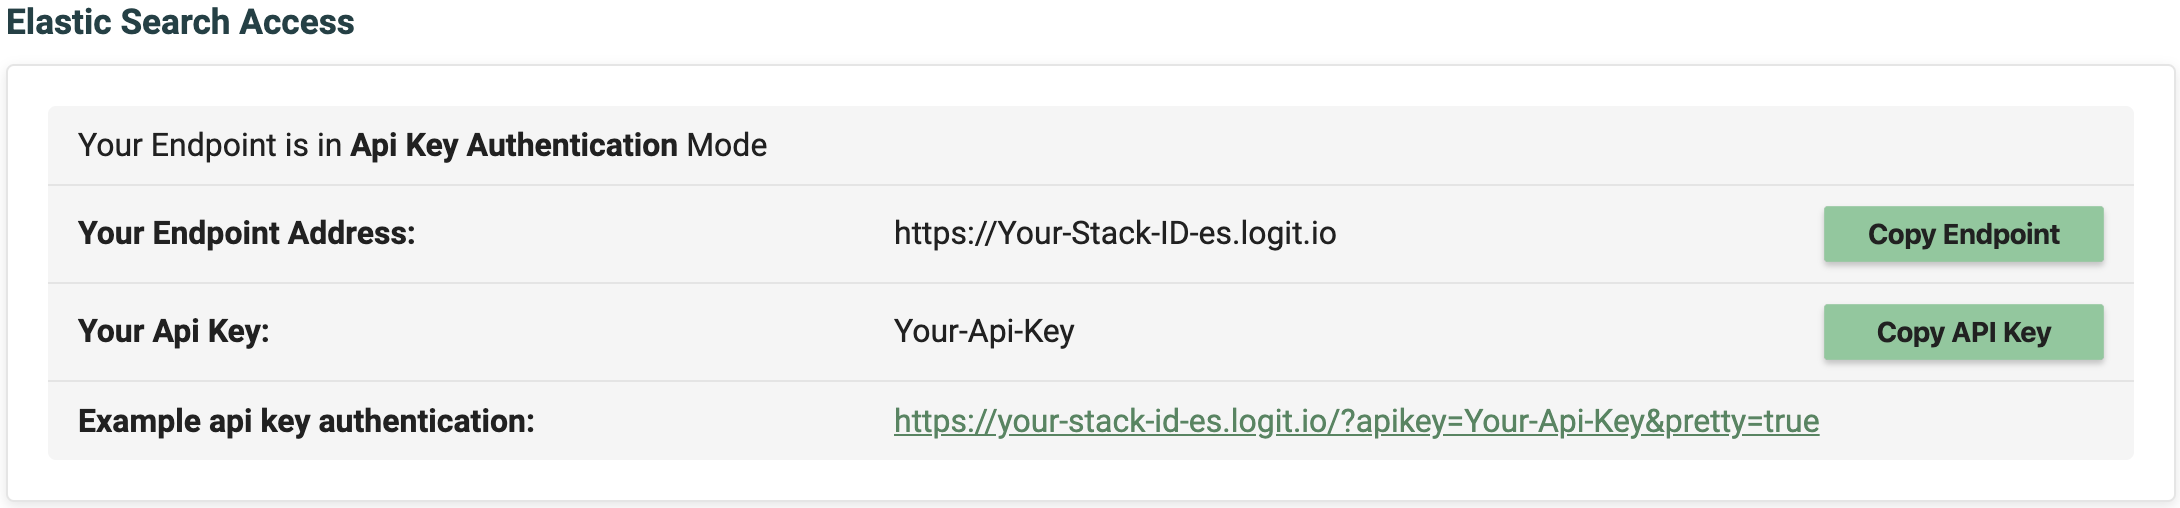 Elastic Search Access
Your Endpoint is in Api Key Authentication Mode
Your Endpoint Address: https://Your-Stack-ID-es.logit.io Copy Endpoint
Your Api Key: Your-Api-Key Copy API Key
Example api key authentication: https://your-stack-id-es.logit.io/?apikey=Your-Api-Key&pretty=true